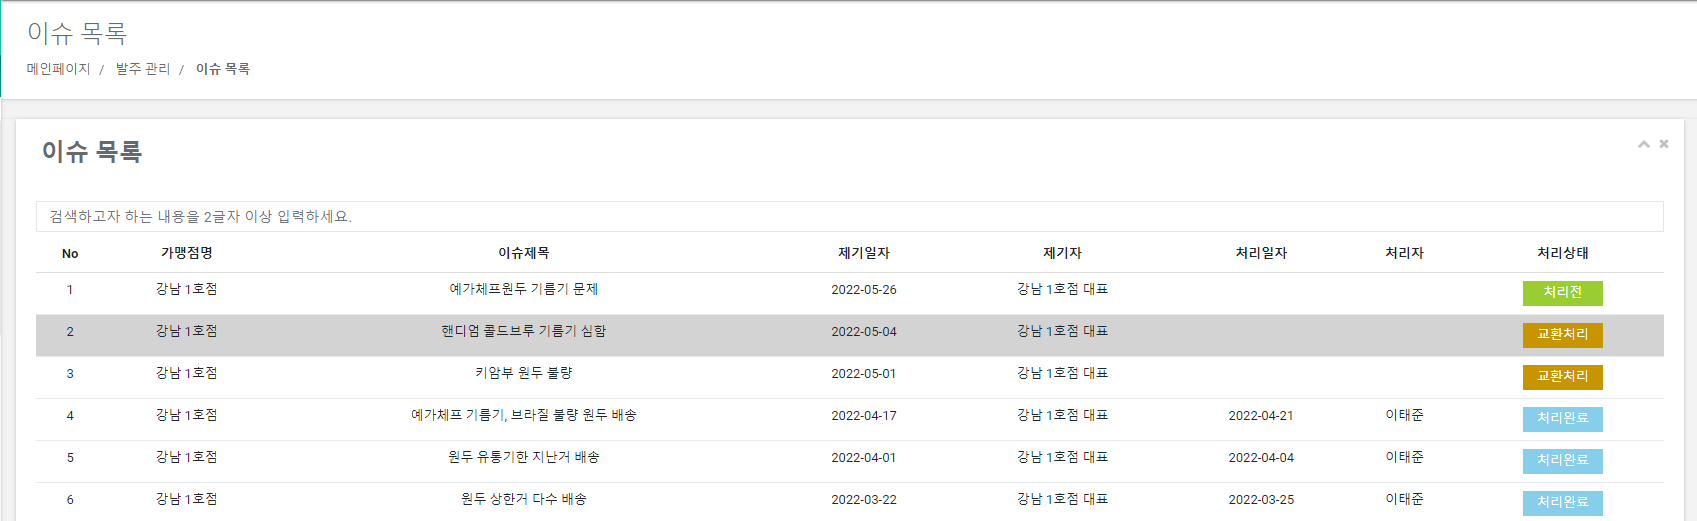 이슈 목록
메인페이지 / 발주 관리 / 이슈 목록
이슈 목록
검색하고자 하는 내용을 2글자 이상 입력하세요.
No 가맹점명 이슈제목 제기일자 제기자 처리일자 처리자 처리상태
1 강남 1호점 예가체프원두 기름기 문제 2022-05-26 강남 1호점 대표 처리전
2 강남 1호점 핸디엄 콜드브루 기름기 심함 2022-05-04 강남 1호점 대표 교환처리
3 강남 1호점 키암부 원두 불량 2022-05-01 강남 1호점 대표 교환처리
4 강남 1호점 예가체프 기름기, 브라질 불량 원두 배송 2022-04-17 강남 1호점 대표 2022-04-21 이태준 처리완료
5 강남 1호점 원두 유통기한 지난거 배송 2022-04-01 강남 1호점 대표 2022-04-04 이태준 처리완료
6 강남 1호점 원두 상한거 다수 배송 2022-03-22 강남 1호점 대표 2022-03-25 이태준 처리완료